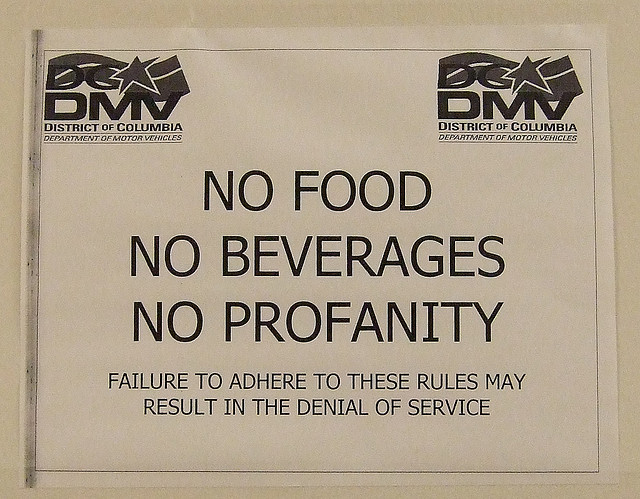 DC
DMV
DISTRICT OF COLUMBIA
DEPARTMENT OF MOTOR VEHICLES
DC
DMV
DISTRICT OF COLUMBIA
DEPARTMENT OF MOTOR VEHICLES
NO FOOD
NO BEVERAGES
NO PROFANITY
FAILURE TO ADHERE TO THESE RULES MAY
RESULT IN THE DENIAL OF SERVICE